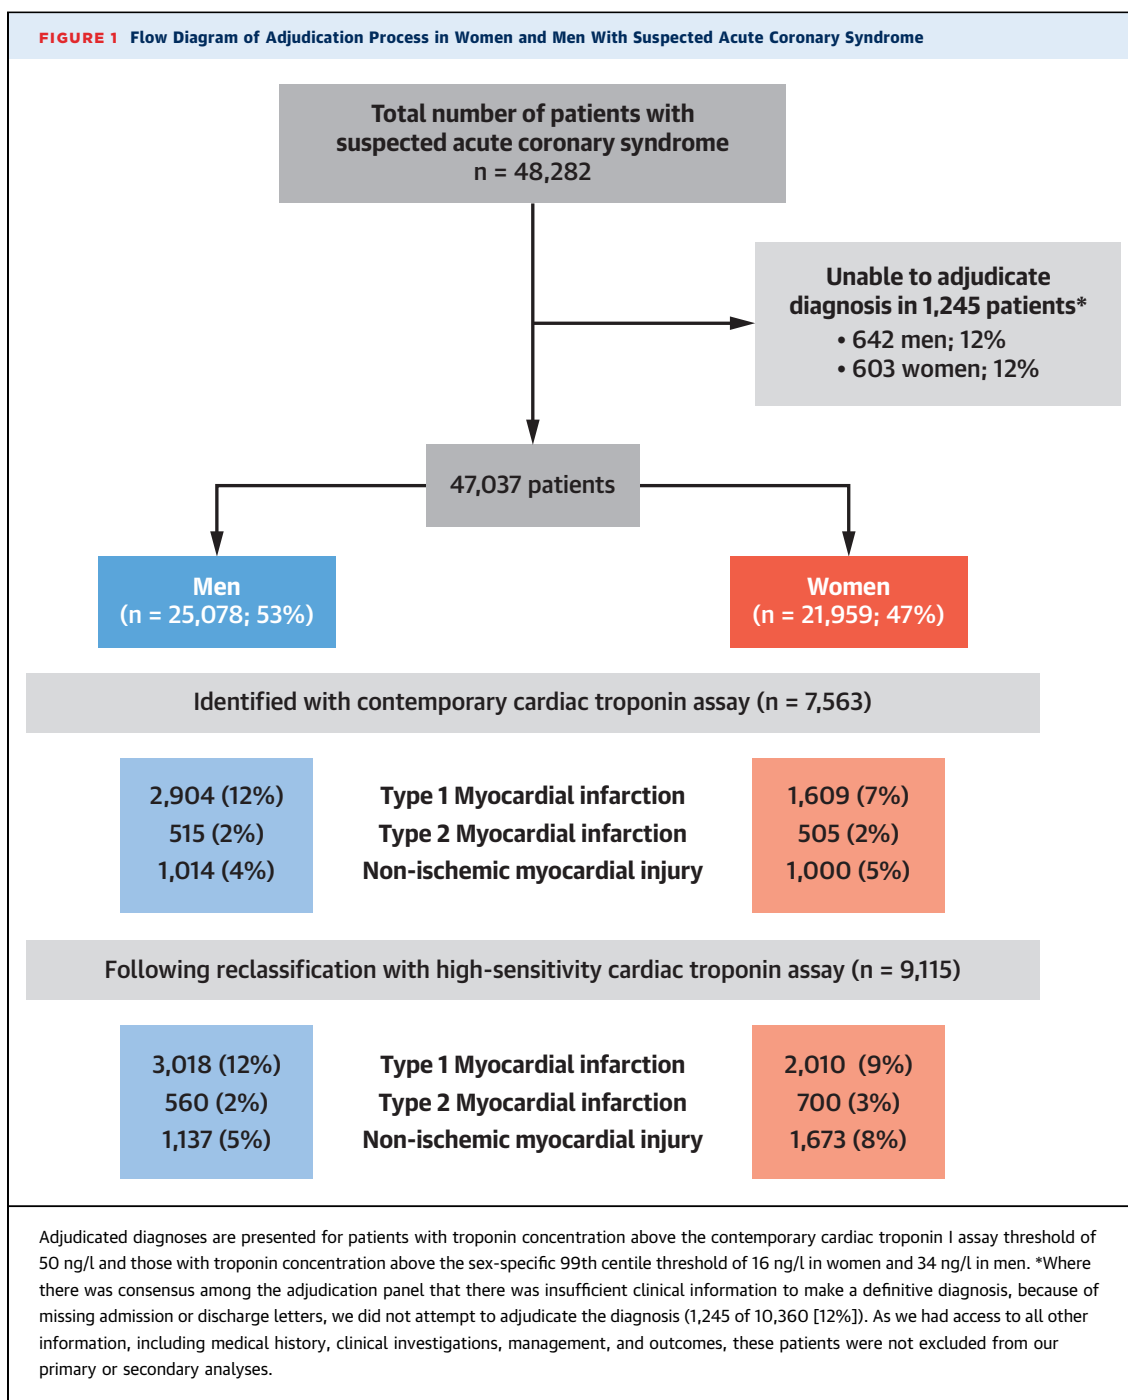 FIGURE 1 Flow Diagram of Adjudication Process in Women and Men With Suspected Acute Coronary Syndrome
Total number of patients with
suspected acute coronary syndrome
n = 48,282
Unable to adjudicate
diagnosis in 1,245 patients*
• 642 men; 12%
• 603 women; 12%
47,037 patients
Men
(n = 25,078; 53%)
Women
(n = 21,959; 47%)
Identified with contemporary cardiac troponin assay (n = 7,563)
2,904 (12%) Type 1 Myocardial infarction 1,609 (7%)
515 (2%) Type 2 Myocardial infarction 505 (2%)
1,014 (4%) Non-ischemic myocardial injury 1,000 (5%)
Following reclassification with high-sensitivity cardiac troponin assay (n = 9,115)
3,018 (12%) Type 1 Myocardial infarction 2,010 (9%)
560 (2%) Type 2 Myocardial infarction 700 (3%)
1,137 (5%) Non-ischemic myocardial injury 1,673 (8%)
Adjudicated diagnoses are presented for patients with troponin concentration above the contemporary cardiac troponin I assay threshold of
50 ng/l and those with troponin concentration above the sex-specific 99th centile threshold of 16 ng/l in women and 34 ng/l in men. *Where
there was consensus among the adjudication panel that there was insufficient clinical information to make a definitive diagnosis, because of
missing admission or discharge letters, we did not attempt to adjudicate the diagnosis (1,245 of 10,360 [12%]). As we had access to all other
information, including medical history, clinical investigations, management, and outcomes, these patients were not excluded from our
primary or secondary analyses.